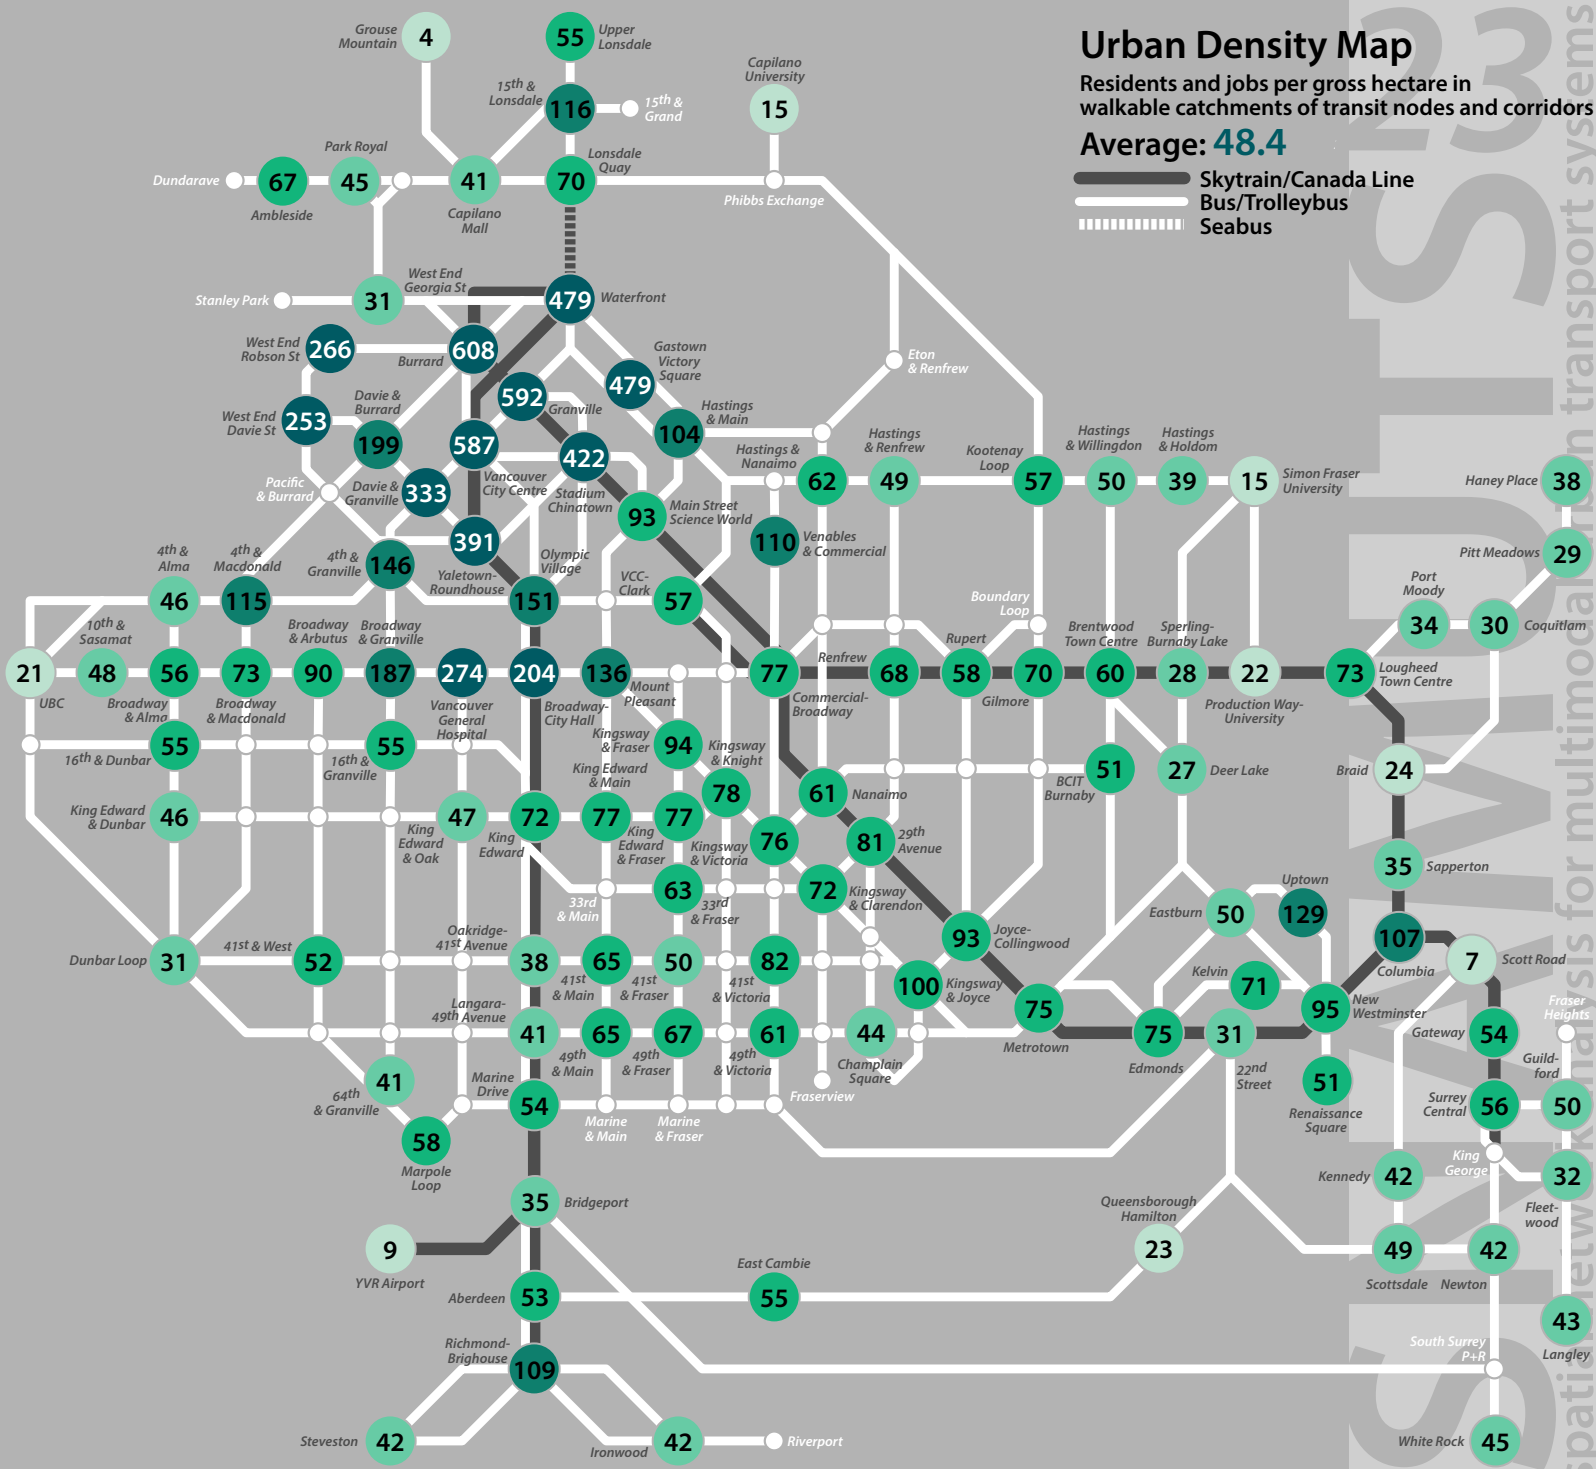 Urban Density Map
Residents and jobs per gross hectare in
walkable catchments of transit nodes and corridors
Average: 48.4
Skytrain/Canada Line
Bus/Trolleybus
Seabus
23
SNAMUTS
spatial network analysis for multimodal urban transport systems
Grouse
Mountain
4
55
Upper
Lonsdale
15th &
Lonsdale
116
15th &
Grand
Capilano
University
15
Dundarave
67
Ambleside
Park Royal
45
41
Capilano
Mall
Lonsdale
Quay
70
Phibbs Exchange
Stanley Park
31
West End
Georgia St
479
Waterfront
West End
Robson St
266
Burrard
608
592
Granville
Gastown
Victory
Square
479
Eton
& Renfrew
West End
Davie St
253
Davie &
Burrard
199
587
Vancouver
City Centre
422
Stadium
Chinatown
104
Hastings
& Main
Hastings &
Nanaimo
62
Hastings
& Renfrew
49
Kootenay
Loop
57
Hastings
& Willingdon
50
Hastings
& Holdom
39
15
Simon Fraser
University
Haney Place
38
Pacific
& Burrard
Davie &
Granville
333
93
Main Street
Science World
110
Venables
& Commercial
Pitt Meadows
29
391
Yaletown-
Roundhouse
4th &
Alma
46
4th &
Macdonald
115
4th &
Granville
146
Olympic
Village
151
VCC-
Clark
57
Boundary
Loop
Port
Moody
34
30
Coquitlam
21
UBC
10th &
Sasamat
48
56
Broadway
& Alma
73
Broadway
& Macdonald
Broadway
& Arbutus
90
Broadway
& Granville
187
274
Vancouver
General
Hospital
204
Broadway-
City Hall
136
Mount
Pleasant
77
Commercial-
Broadway
Renfrew
68
Rupert
58
70
Gilmore
Brentwood
Town Centre
60
Sperling-
Burnaby Lake
28
22
Production Way-
University
73
Lougheed
Town Centre
55
16th & Dunbar
55
16th &
Granville
Kingsway
& Fraser
94
Kingsway
& Knight
78
61
Nanaimo
BCIT
Burnaby
51
27
Deer Lake
Braid
24
King Edward
& Dunbar
46
47
King
Edward
& Oak
72
King
Edward
King Edward
& Main
77
77
King
Edward
& Fraser
Kingsway
& Victoria
76
81
29th
Avenue
35
Sapperton
33rd
& Main
63
33rd
& Fraser
72
Kingsway
& Clarendon
Eastburn
50
Uptown
129
Dunbar Loop
31
41st & West
52
Oakridge-
41st Avenue
38
65
41st
& Main
50
41st
& Fraser
82
41st
& Victoria
93
Joyce-
Collingwood
107
Columbia
7
Scott Road
100
Kingsway
& Joyce
Kelvin
71
95
New
Westminster
Langara-
49th Avenue
41
65
49th
& Main
67
49th
& Fraser
61
49th
& Victoria
44
Champlain
Square
75
Metrotown
75
Edmonds
31
22nd
Street
Gateway
54
Fraser
Heights
41
64th
& Granville
Marine
Drive
54
Marine
& Main
Marine
& Fraser
Fraserview
51
Renaissance
Square
Surrey
Central
56
Guild-
ford
50
58
Marpole
Loop
King
George
32
Fleet-
wood
Kennedy
42
35
Bridgeport
9
YVR Airport
Queensborough
Hamilton
23
49
Scottsdale
42
Newton
Aberdeen
53
East Cambie
55
43
Langley
Richmond-
Brighouse
109
South Surrey
P+R
Steveston
42
Ironwood
42
Riverport
White Rock
45